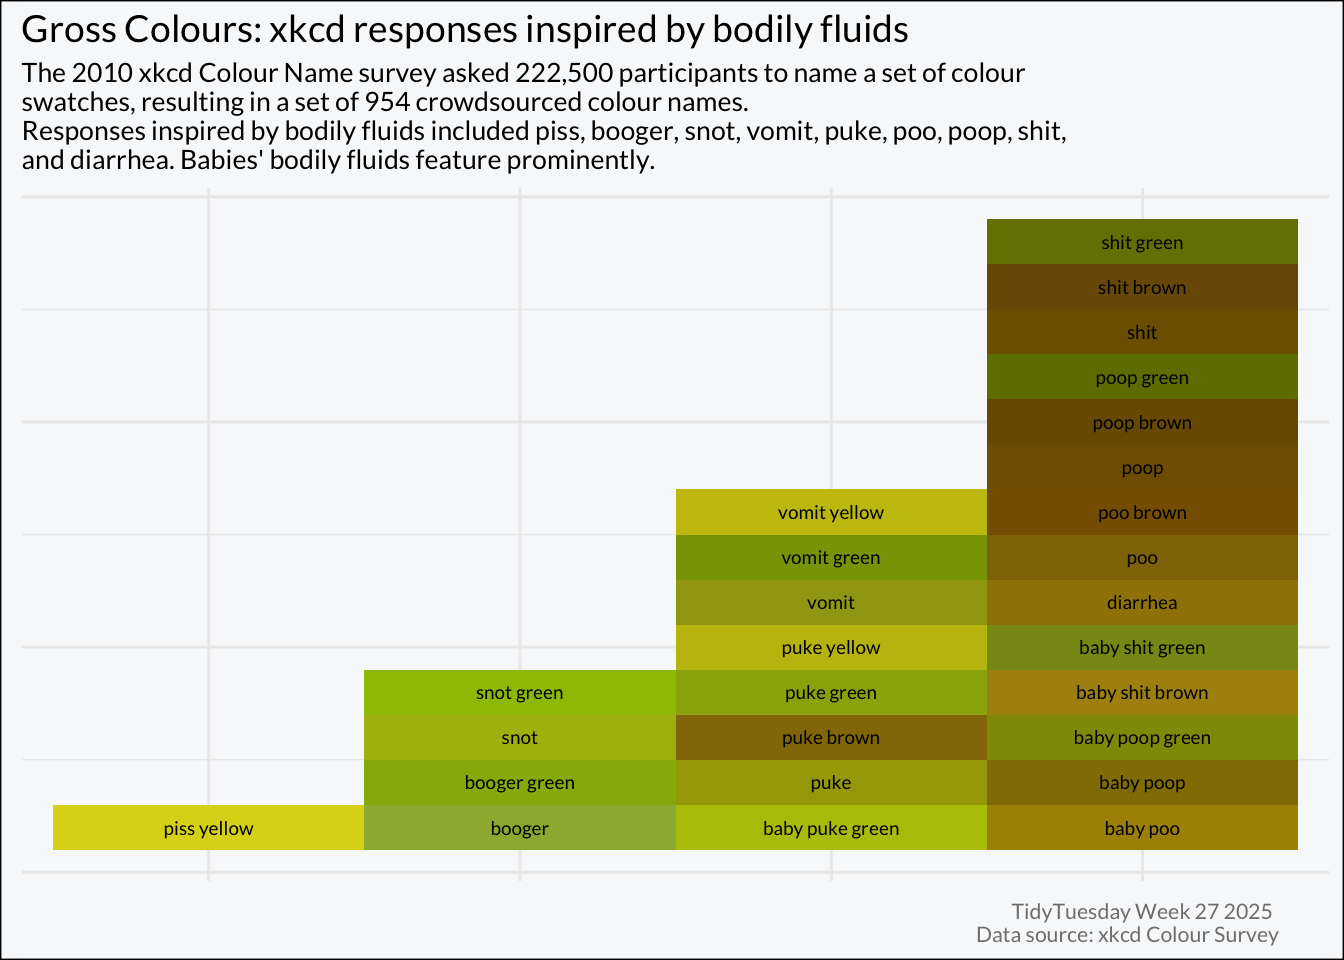 Gross Colours: xkcd responses inspired by bodily fluids
The 2010 xkcd Colour Name survey asked 222,500 participants to name a set of colour
swatches, resulting in a set of 954 crowdsourced colour names.
Responses inspired by bodily fluids included piss, booger, snot, vomit, puke, poo, poop, shit,
and diarrhea. Babies' bodily fluids feature prominently.
shit green
shit brown
shit
poop green
poop brown
poop
vomit yellow poo brown
vomit green poo
vomit diarrhea
puke yellow baby shit green
snot green puke green baby shit brown
snot puke brown baby poop green
booger green puke baby poop
piss yellow booger baby puke green baby poo
TidyTuesday Week 27 2025
Data source: xkcd Colour Survey